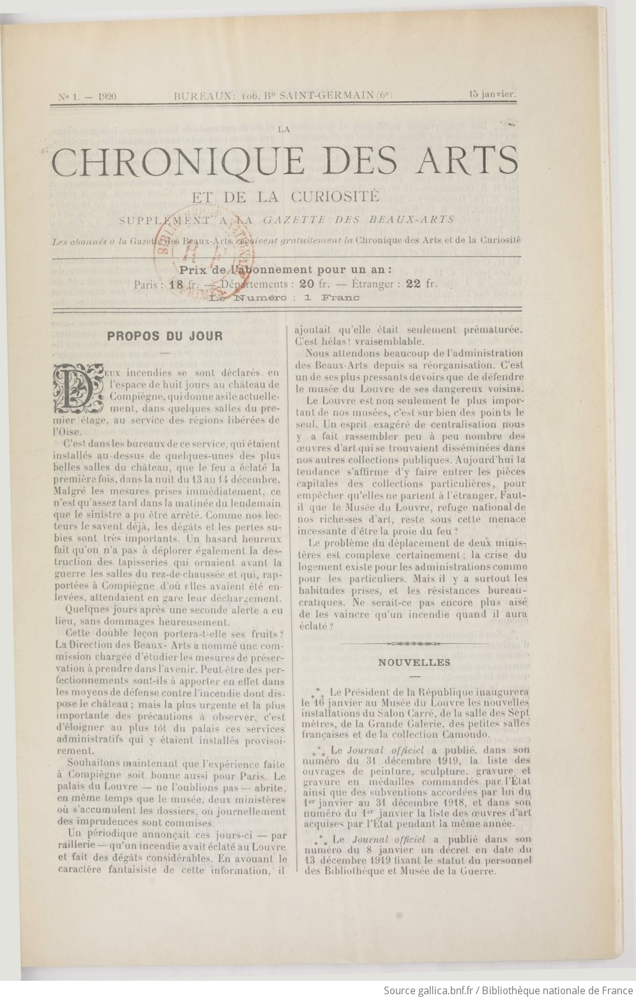 N° 1. — 1920
BUREAUX: 106, Bd SAINT-GERMAIN (6e)
15 janvier.
LA
CHRONIQUE DES ARTS
ET DE LA CURIOSITÉ
SUPPLÉMENT A LA GAZETTE DES BEAUX-ARTS
Les abonnés à la Gazette des Beaux-Arts reçoivent gratuitement la Chronique des Arts et de la Curiosité
Prix de l'abonnement pour un an :
Paris : 18 fr. — Départements : 20 fr. — Étranger : 22 fr.
Le Numéro : 1 Franc
PROPOS DU JOUR
DEUX incendies se sont déclarés en
l'espace de huit jours au château de
Compiègne, qui donne asile actuelle-
ment, dans quelques salles du pre-
mier étage, au service des régions libérées de
l'Oise.
C'est dans les bureaux de ce service, qui étaient
installés au-dessus de quelques-unes des plus
belles salles du château, que le feu a éclaté la
première fois, dans la nuit du 13 au 14 décembre.
Malgré les mesures prises immédiatement, ce
n'est qu'assez tard dans la matinée du lendemain
que le sinistre a pu être arrêté. Comme nos lec-
teurs le savent déjà, les dégâts et les pertes su-
bies sont très importants. Un hasard heureux
fait qu'on n'a pas à déplorer également la des-
truction des tapisseries qui ornaient avant la
guerre les salles du rez-de-chaussée et qui, rap-
portées à Compiègne d'où elles avaient été en-
levées, attendaient en gare leur déchargement.
Quelques jours après une seconde alerte a eu
lieu, sans dommages heureusement.
Cette double leçon portera-t-elle ses fruits?
La Direction des Beaux- Arts a nommé une com-
mission chargée d'étudier les mesures de préser-
vation à prendre dans l'avenir. Peut-être des per-
fectionnements sont-ils à apporter en effet dans
les moyens de défense contre l'incendie dont dis-
pose le château ; mais la plus urgente et la plus
importante des précautions à observer, c'est
d'éloigner au plus tôt du palais ces services
administratifs qui y étaient installés provisoi-
rement.
Souhaitons maintenant que l'expérience faite
à Compiègne soit bonne aussi pour Paris. Le
palais du Louvre — ne l'oublions pas — abrite,
en même temps que le musée, deux ministères
où s'accumulent les dossiers, où journellement
des imprudences sont commises.
Un périodique annonçait ces jours-ci — par
raillerie — qu'un incendie avait éclaté au Louvre
et fait des dégâts considérables. En avouant le
caractère fantaisiste de cette information, il
ajoutait qu'elle était seulement prématurée.
C'est hélas! vraisemblable.
Nous attendons beaucoup de l'administration
des Beaux-Arts depuis sa réorganisation. C'est
un de ses plus pressants devoirs que de défendre
le musée du Louvre de ses dangereux voisins.
Le Louvre est non seulement le plus impor-
tant de nos musées, c'est sur bien des points le
seul. Un esprit exagéré de centralisation nous
y a fait rassembler peu à peu nombre des
œuvres d'art qui se trouvaient disséminées dans
nos autres collections publiques. Aujourd'hui la
tendance s'affirme d'y faire entrer les pièces
capitales des collections particulières, pour
empêcher qu'elles ne partent à l'étranger. Faut-
il que le Musée du Louvre, refuge national de
nos richesses d'art, reste sous cette menace
incessante d'être la proie du feu ?
Le problème du déplacement de deux minis-
tères est complexe certainement ; la crise du
logement existe pour les administrations comme
pour les particuliers. Mais il y a surtout les
habitudes prises, et les résistances bureau-
cratiques. Ne serait-ce pas encore plus aisé
de les vaincre qu'un incendie quand il aura
éclaté ?
NOUVELLES
⁂ Le Président de la République inaugurera
le 16 janvier au Musée du Louvre les nouvelles
installations du Salon Carré, de la salle des Sept
mètres, de la Grande Galerie, des petites salles
françaises et de la collection Camondo.
⁂ Le Journal officiel a publié, dans son
numéro du 31 décembre 1919, la liste des
ouvrages de peinture, sculpture, gravure et
gravure en médailles commandés par l'État
ainsi que des subventions accordées par lui du
1er janvier au 31 décembre 1918, et dans son
numéro du 1er janvier la liste des œuvres d'art
acquises par l'État pendant la même année.
⁂ Le Journal officiel a publié dans son
numéro du 8 janvier un décret en date du
13 décembre 1919 fixant le statut du personnel
des Bibliothèque et Musée de la Guerre.
Source gallica.bnf.fr / Bibliothèque nationale de France